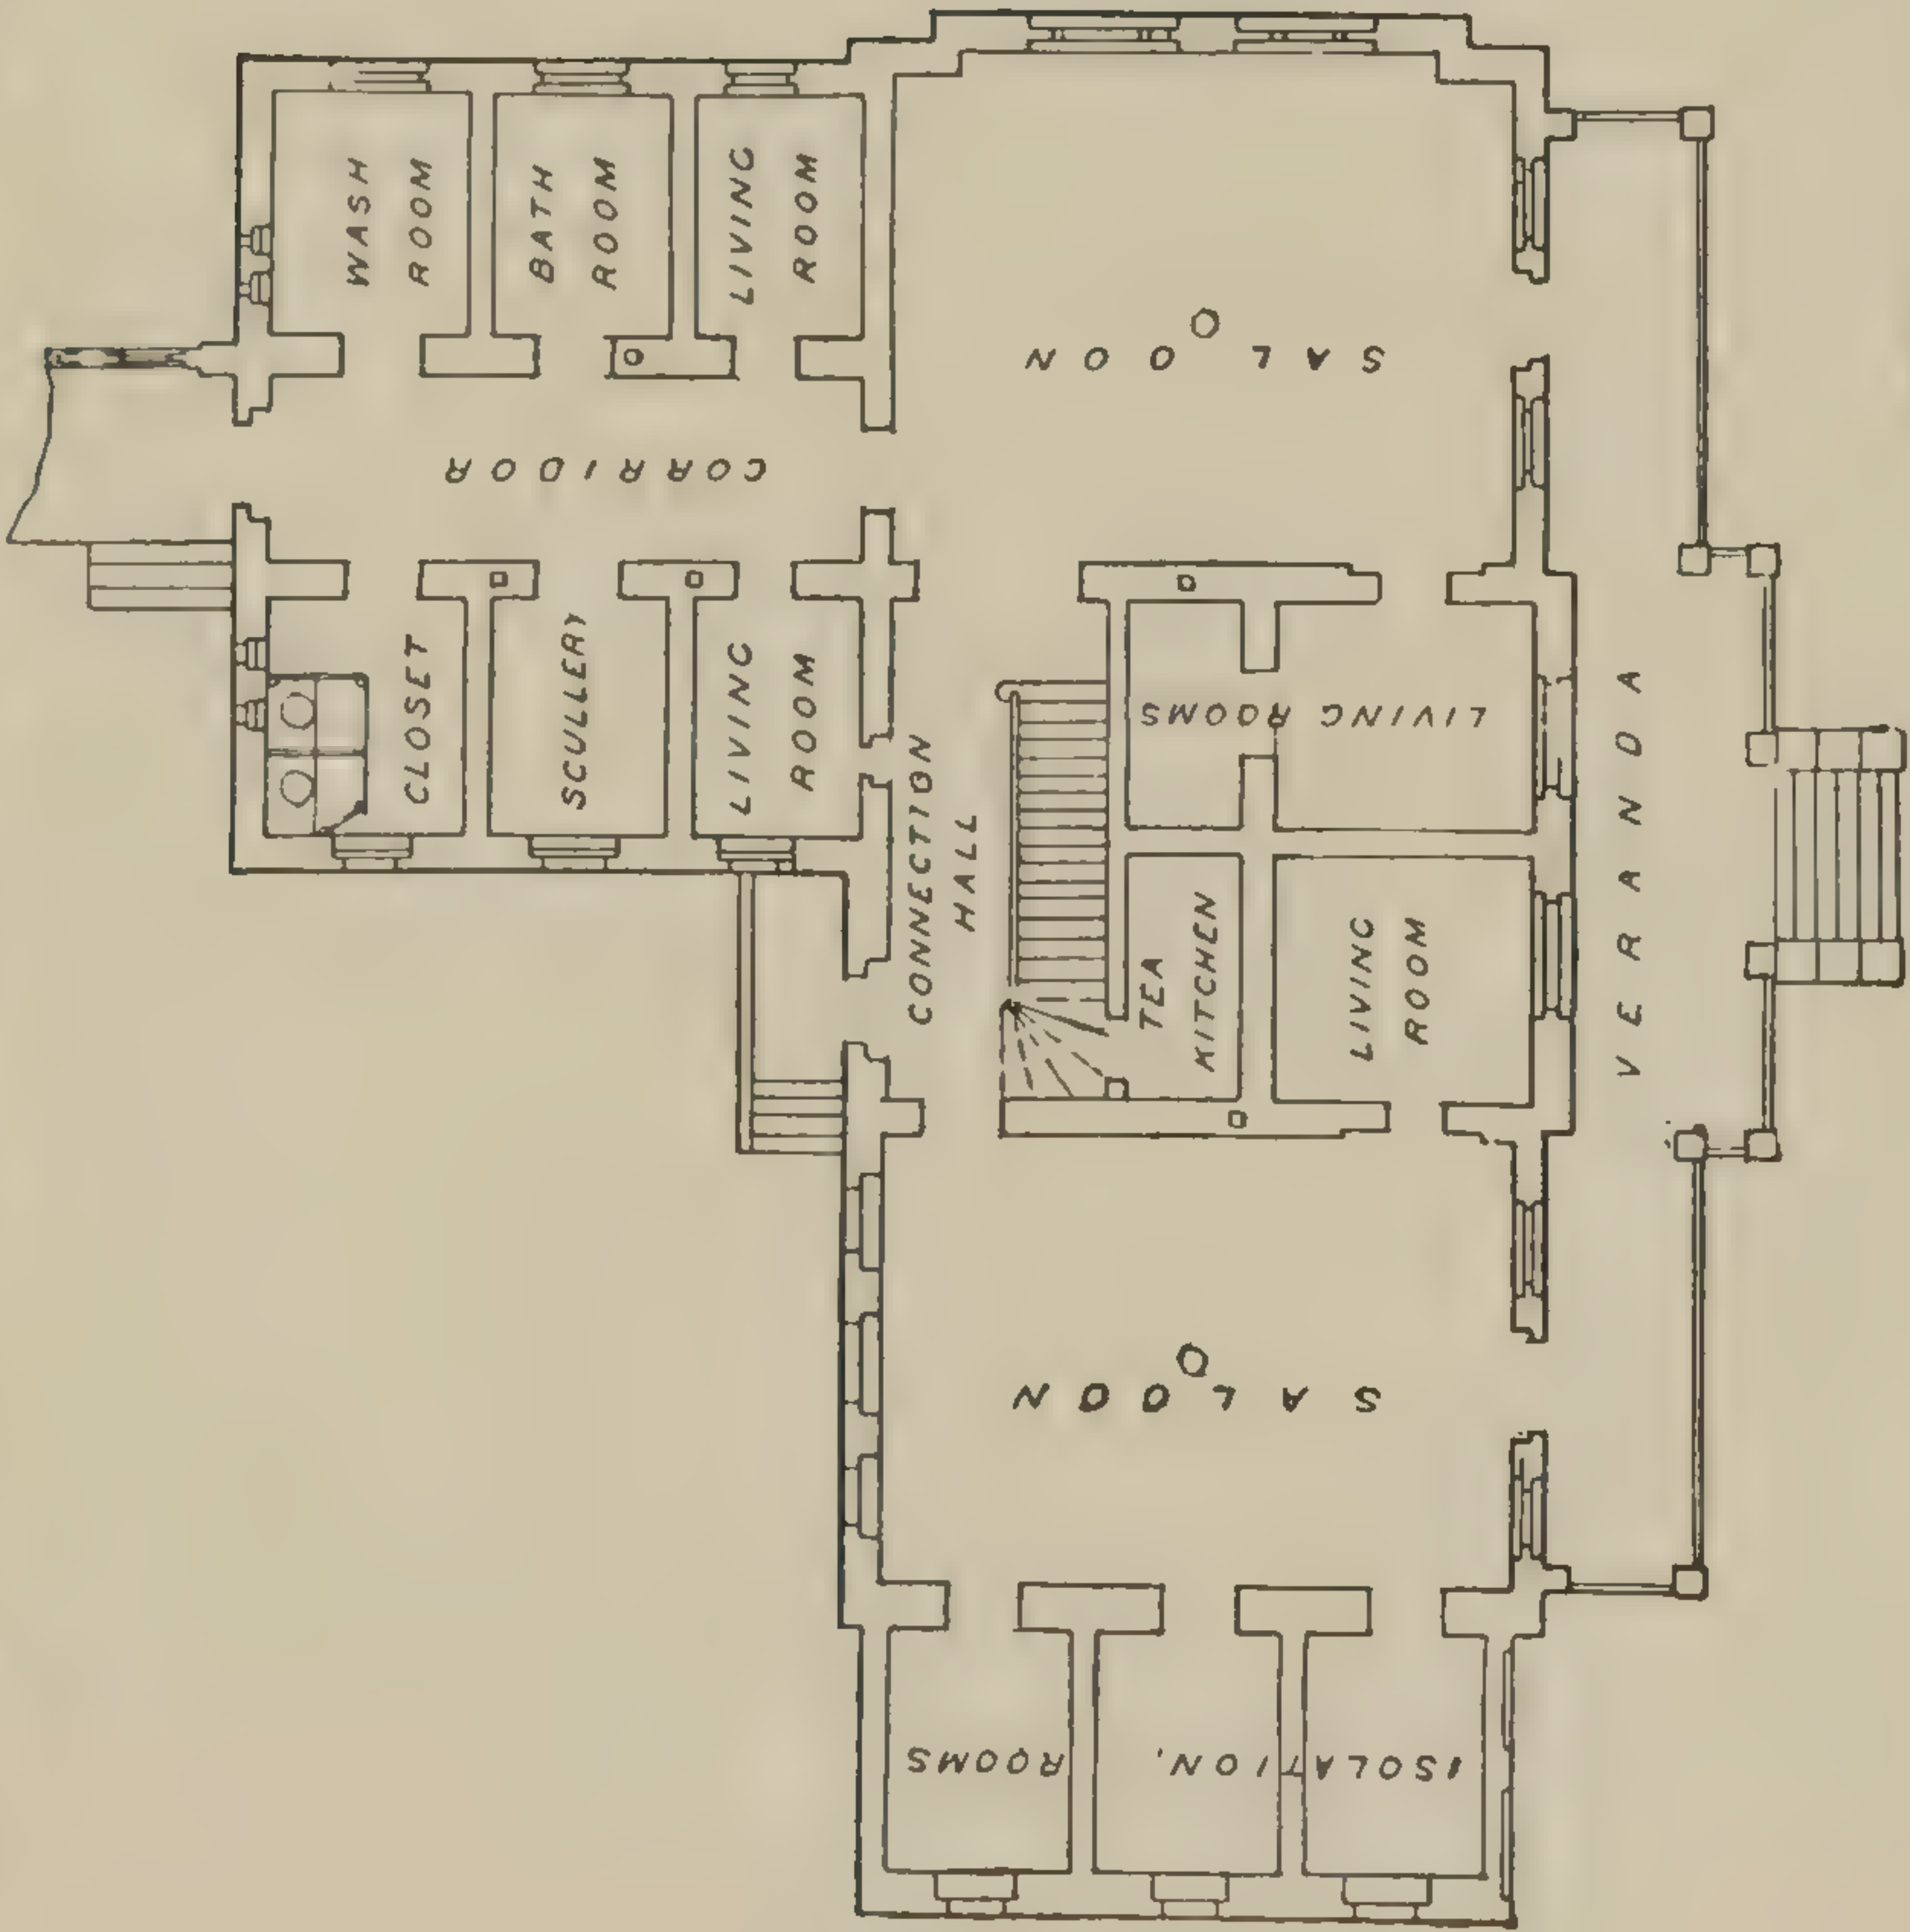 WASH
ROOM
BATH
ROOM
LIVING
ROOM
SALOON
CORRIDOR
CLOSET
SCULLERY
LIVING
ROOM
CONNECTION
HALL
LIVING ROOMS
TEA
KITCHEN
LIVING
ROOM
VERANDA
SALOON
ISOLATION,
ROOMS